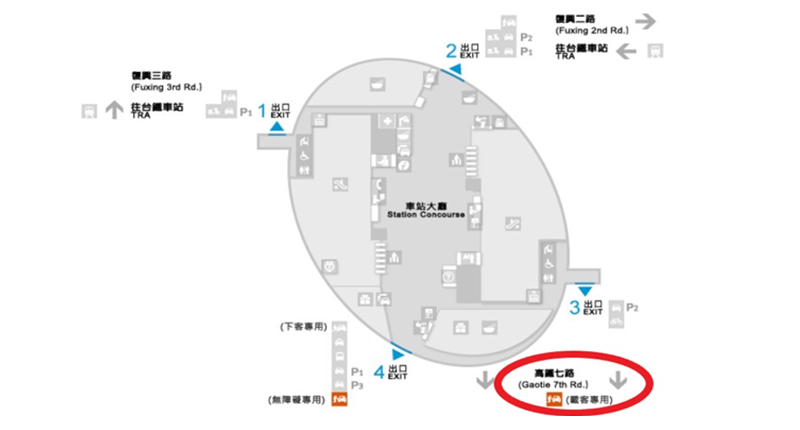 復興二路
(Fuxing 2nd Rd.)
2 出口
EXIT
P2
P1
往台鐵車站
TRA
復興三路
(Fuxing 3rd Rd.)
往台鐵車站
TRA
P1
1 出口
EXIT
車站大廳
Station Concourse
3 出口
EXIT
P2
(下客專用)
P1
P3
(無障礙專用)
4 出口
EXIT
高鐵七路
(Gaotie 7th Rd.)
(載客專用)